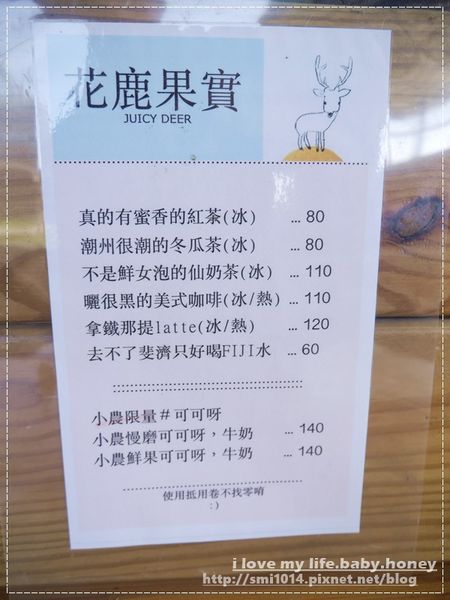 花鹿果實
JUICY DEER
真的有蜜香的紅茶(冰) ... 80
潮州很潮的冬瓜茶(冰) ... 80
不是鮮女泡的仙奶茶(冰) ... 110
曬很黑的美式咖啡(冰/熱) ... 110
拿鐵那提latte(冰/熱) ... 120
去不了斐濟只好喝FIJI水 ... 60
小農限量#可可呀
小農慢磨可可呀，牛奶 ... 140
小農鮮果可可呀，牛奶 ... 140
使用抵用卷不找零唷
:)
i love my life.baby.honey
http://smi1014.pixnet.net/blog